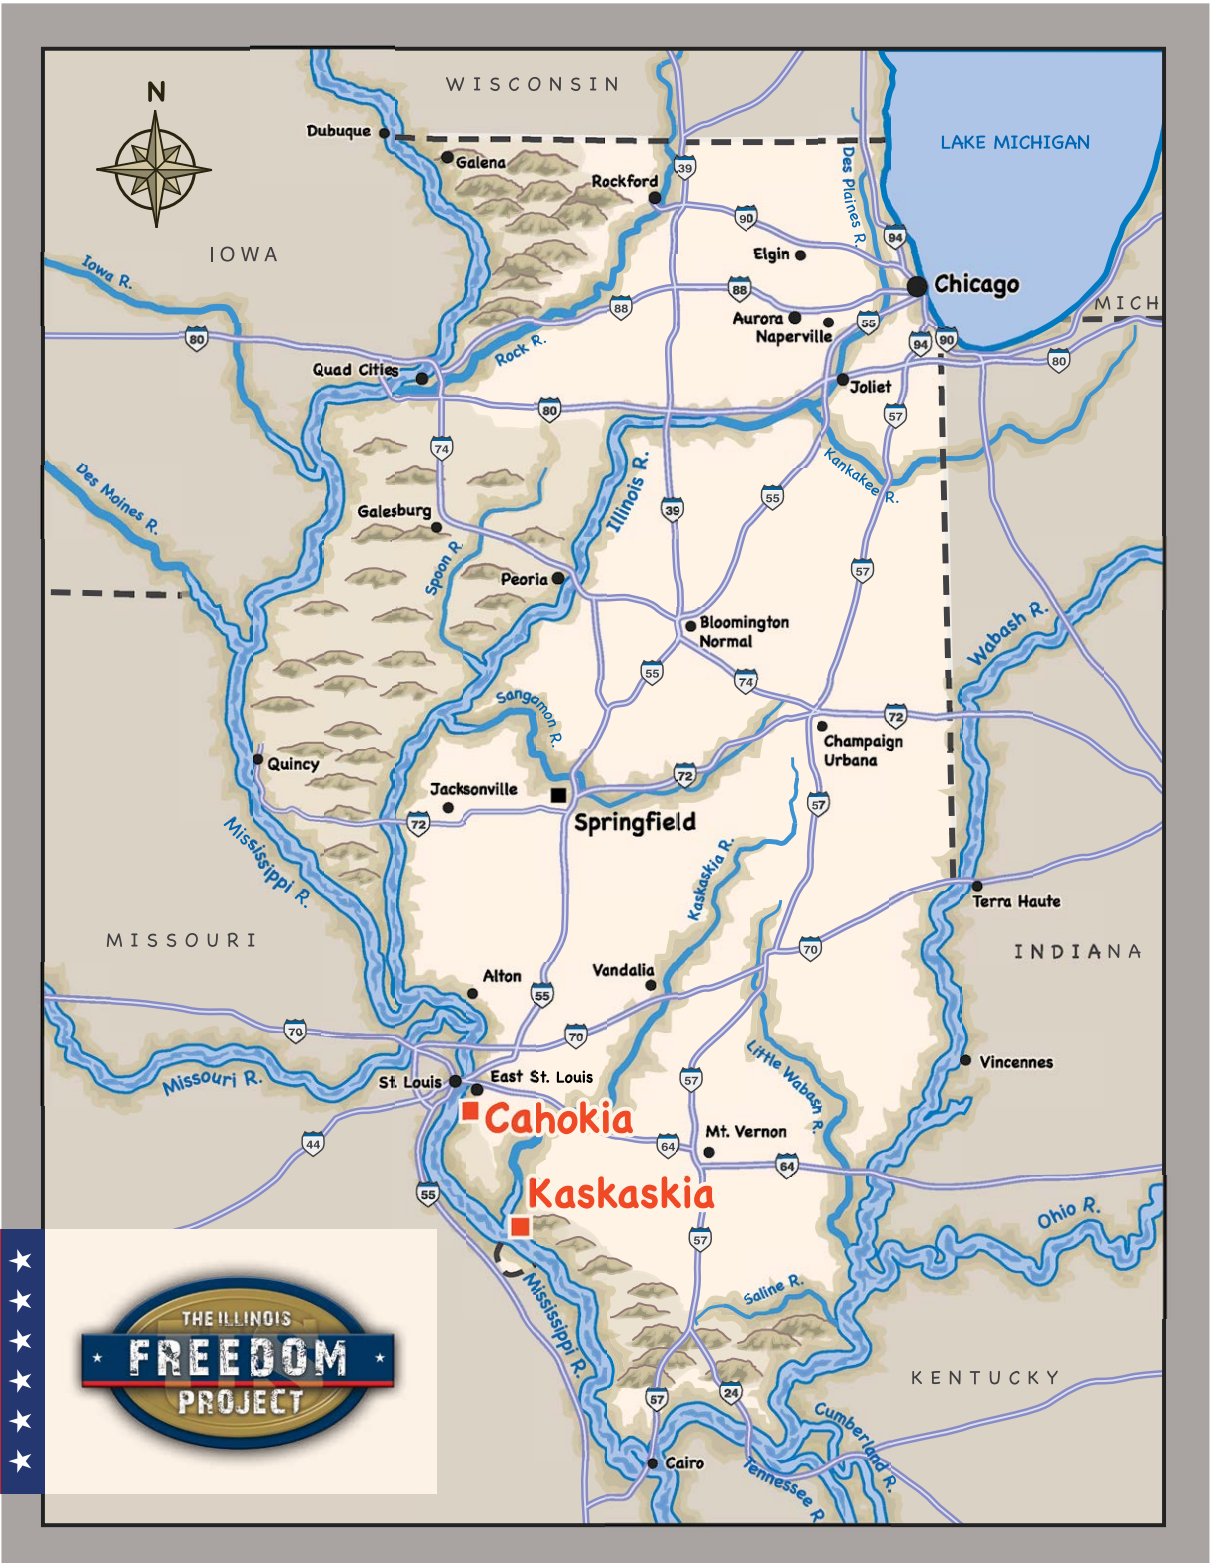 WISCONSIN
N
Dubuque
Galena
LAKE MICHIGAN
Des Plaines R.
39
Rockford
90
94
IOWA
Elgin
Iowa R.
Chicago
88
88
MICH
Aurora
55
Naperville
80
94
90
80
Rock R.
Quad Cities
Joliet
80
57
74
Kankakee R.
Des Moines R.
Illinois R.
55
Galesburg
39
Spoon R.
57
Peoria
Wabash R.
Bloomington
Normal
55
74
Sangamon R.
72
Champaign
Urbana
Quincy
72
Jacksonville
57
72
Springfield
Mississippi R.
Kaskaskia R.
Terra Haute
MISSOURI
INDIANA
70
Alton
Vandalia
55
70
70
Little Wabash R.
Vincennes
Missouri R.
St. Louis
East St. Louis
57
Cahokia
44
64
Mt. Vernon
64
55
Kaskaskia
Ohio R.
57
Mississippi R.
Saline R.
THE ILLINOIS
FREEDOM
PROJECT
KENTUCKY
57
24
Cumberland R.
Cairo
Tennessee R